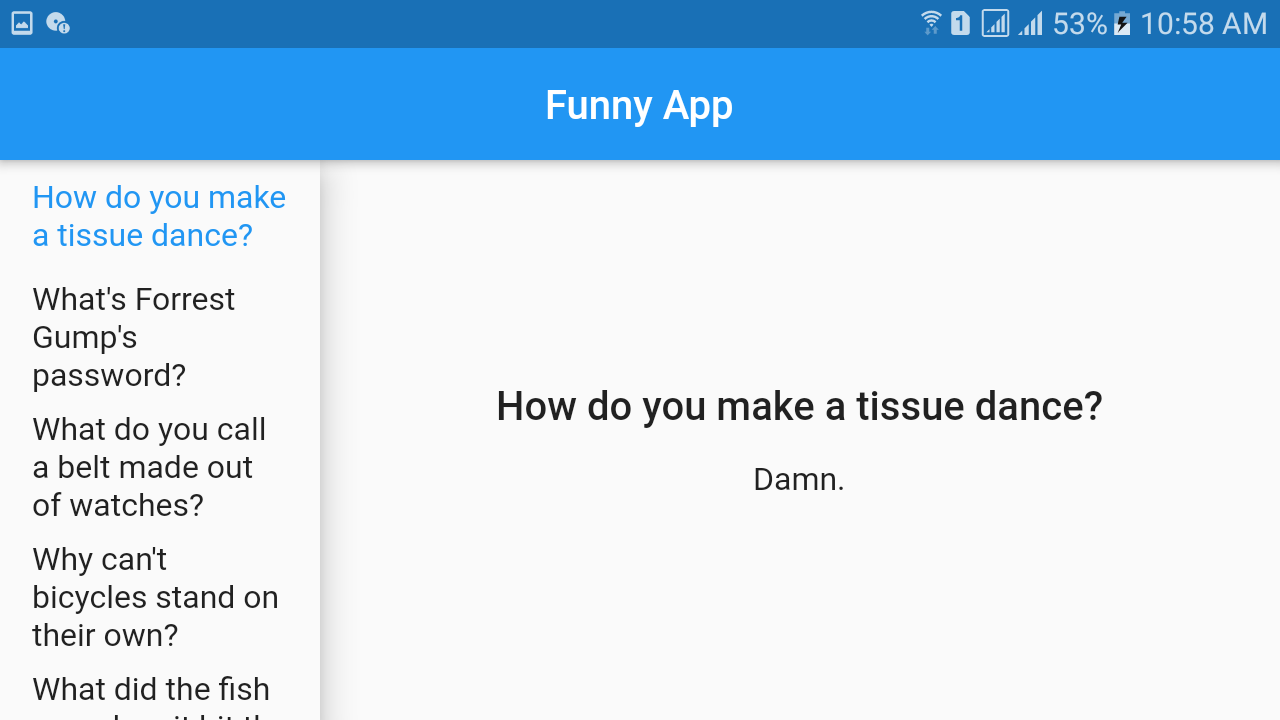 53% 10:58 AM
Funny App
How do you make
a tissue dance?
What's Forrest
Gump's
password?
What do you call
a belt made out
of watches?
Why can't
bicycles stand on
their own?
What did the fish
How do you make a tissue dance?
Damn.